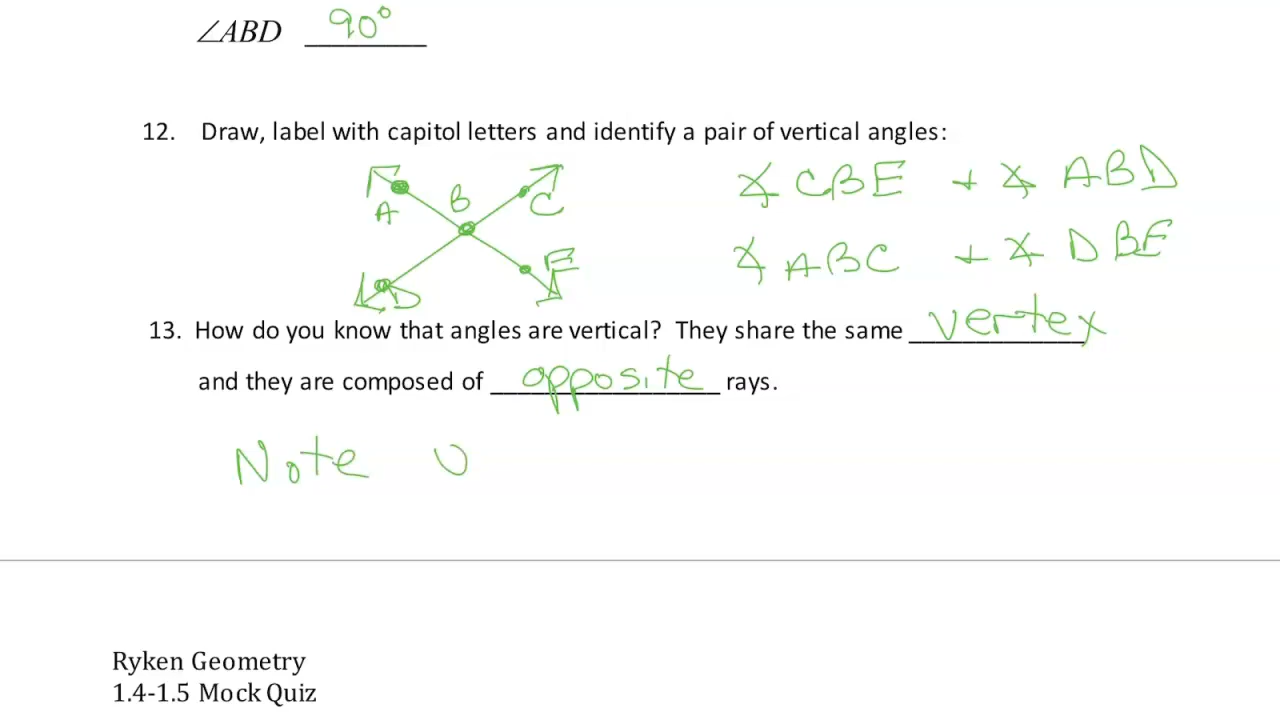 ∠ABD 90°
12. Draw, label with capitol letters and identify a pair of vertical angles:
A B C D E
∡ CBE + ∡ ABD
∡ ABC + ∡ DBE
13. How do you know that angles are vertical? They share the same vertex
and they are composed of opposite rays.
Note v
Ryken Geometry
1.4-1.5 Mock Quiz